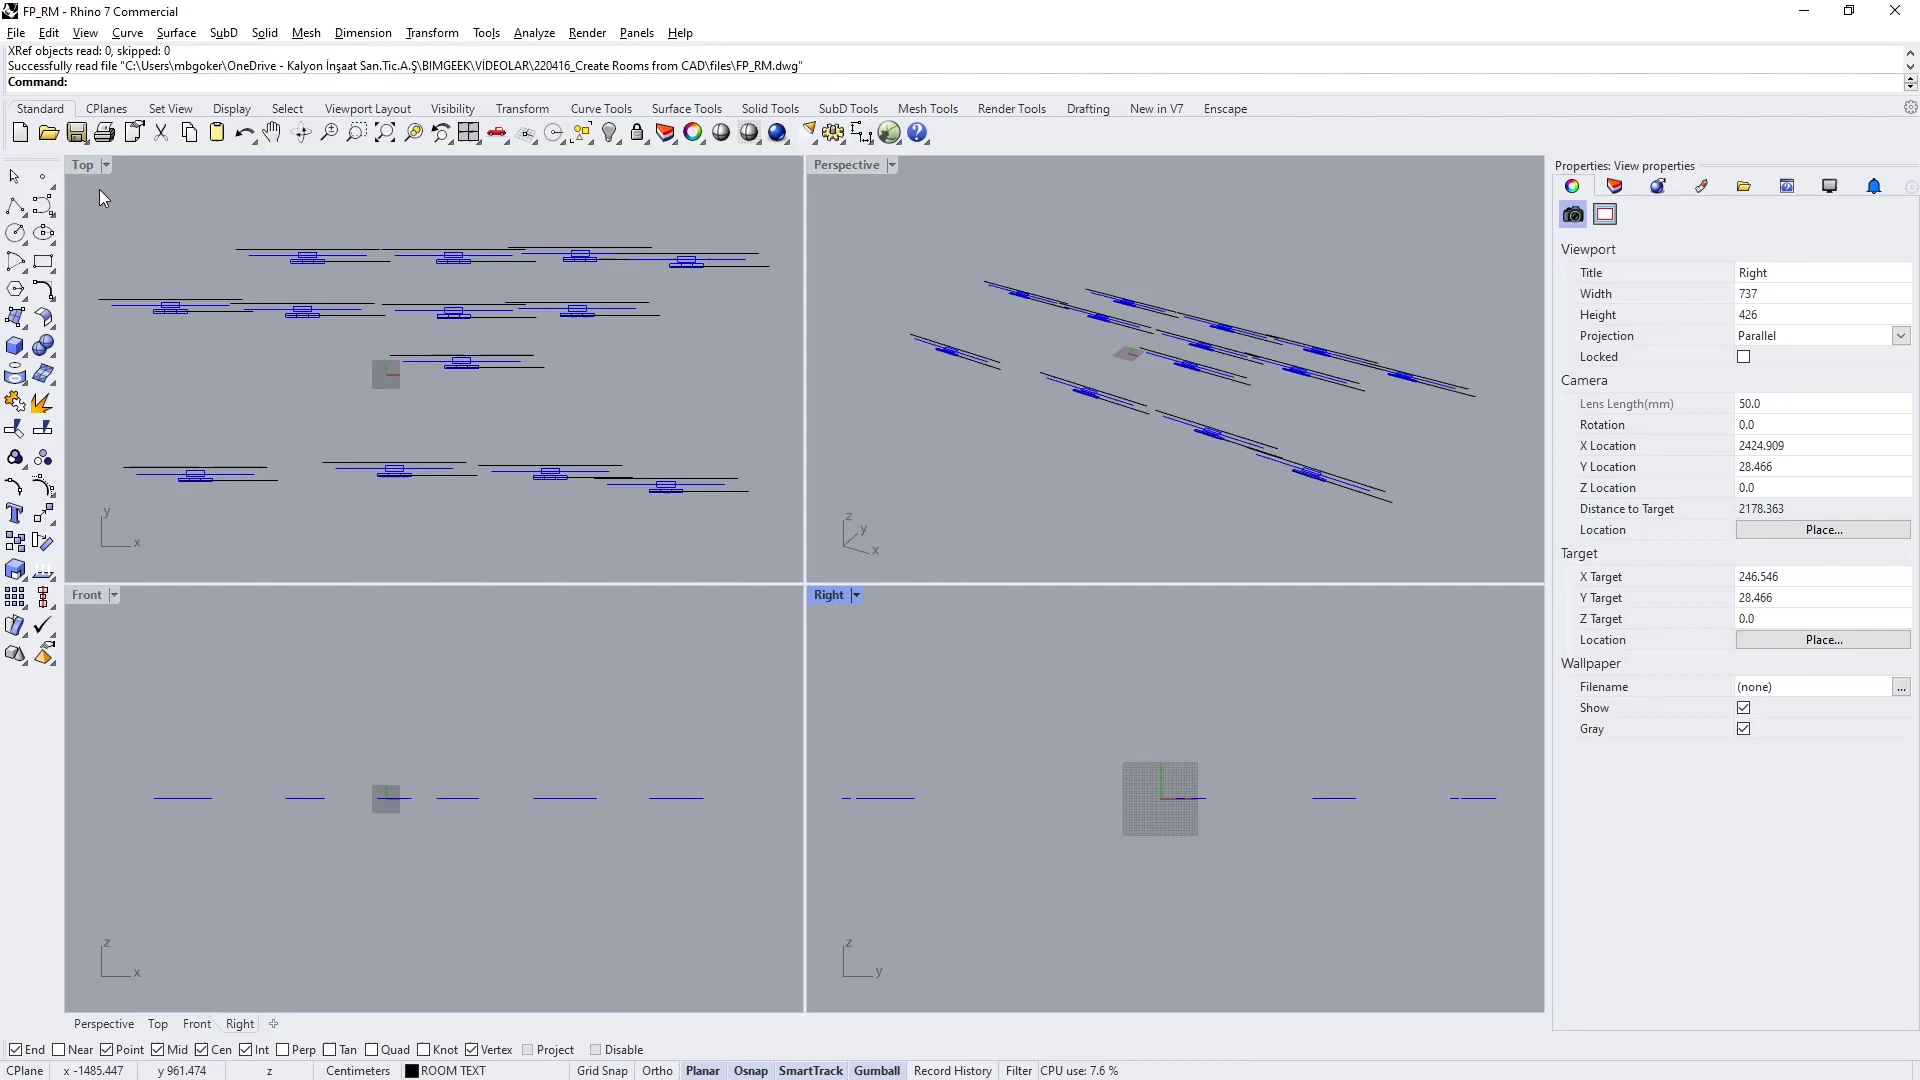 FP_RM - Rhino 7 Commercial
File Edit View Curve Surface SubD Solid Mesh Dimension Transform Tools Analyze Render Panels Help
XRef objects read: 0, skipped: 0
Successfully read file "C:\Users\mbgoker\OneDrive - Kalyon İnşaat San.Tic.A.Ş\BIMGEEK\VİDEOLAR\220416_Create Rooms from CAD\files\FP_RM.dwg"
Command:
Standard CPlanes Set View Display Select Viewport Layout Visibility Transform Curve Tools Surface Tools Solid Tools SubD Tools Mesh Tools Render Tools Drafting New in V7 Enscape
Top
y
x
Perspective
z
y
x
Front
z
x
Right
z
y
Properties: View properties
Viewport
Title Right
Width 737
Height 426
Projection Parallel
Locked
Camera
Lens Length(mm) 50.0
Rotation 0.0
X Location 2424.909
Y Location 28.466
Z Location 0.0
Distance to Target 2178.363
Location Place...
Target
X Target 246.546
Y Target 28.466
Z Target 0.0
Location Place...
Wallpaper
Filename (none) ...
Show
Gray
Perspective Top Front Right
End Near Point Mid Cen Int Perp Tan Quad Knot Vertex Project Disable
CPlane x -1485.447 y 961.474 z Centimeters ROOM TEXT Grid Snap Ortho Planar Osnap SmartTrack Gumball Record History Filter CPU use: 7.6 %